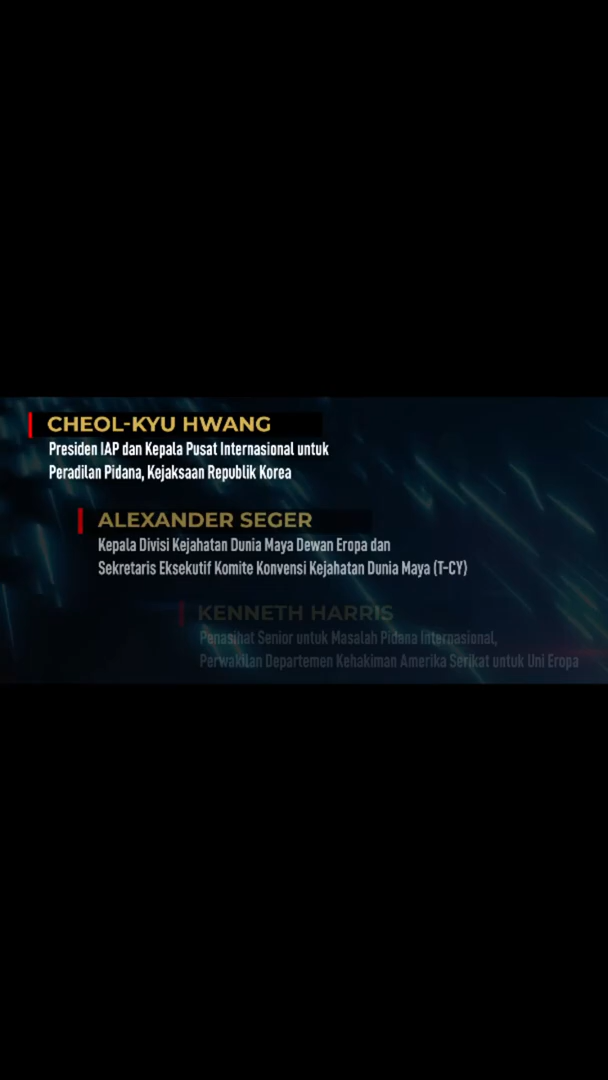 CHEOL-KYU HWANG
Presiden IAP dan Kepala Pusat Internasional untuk
Peradilan Pidana, Kejaksaan Republik Korea
ALEXANDER SEGER
Kepala Divisi Kejahatan Dunia Maya Dewan Eropa dan
Sekretaris Eksekutif Komite Konvensi Kejahatan Dunia Maya (T-CY)
KENNETH HARRIS
Penasihat Senior untuk Masalah Pidana Internasional,
Perwakilan Departemen Kehakiman Amerika Serikat untuk Uni Eropa